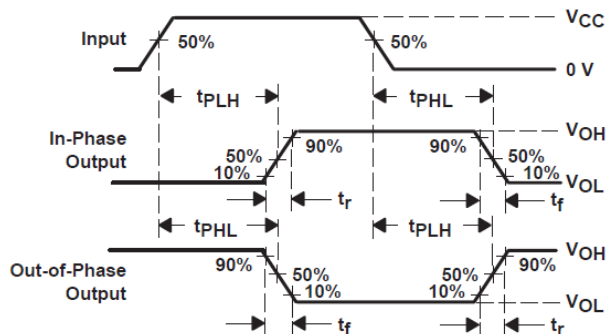 VCC
Input 50% 50%
0 V
tPLH tPHL
In-Phase
Output
VOH
90% 90%
50% 50%
10% 10%
VOL
tr tf
tPHL tPLH
Out-of-Phase
Output
VOH
90% 90%
50% 50%
10% 10%
VOL
tf tr